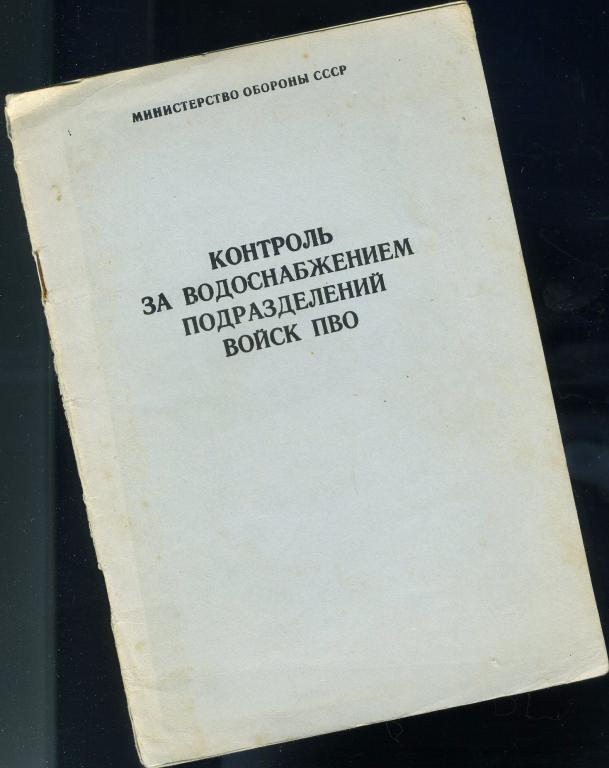 МИНИСТЕРСТВО ОБОРОНЫ СССР
КОНТРОЛЬ
ЗА ВОДОСНАБЖЕНИЕМ
ПОДРАЗДЕЛЕНИЙ
ВОЙСК ПВО